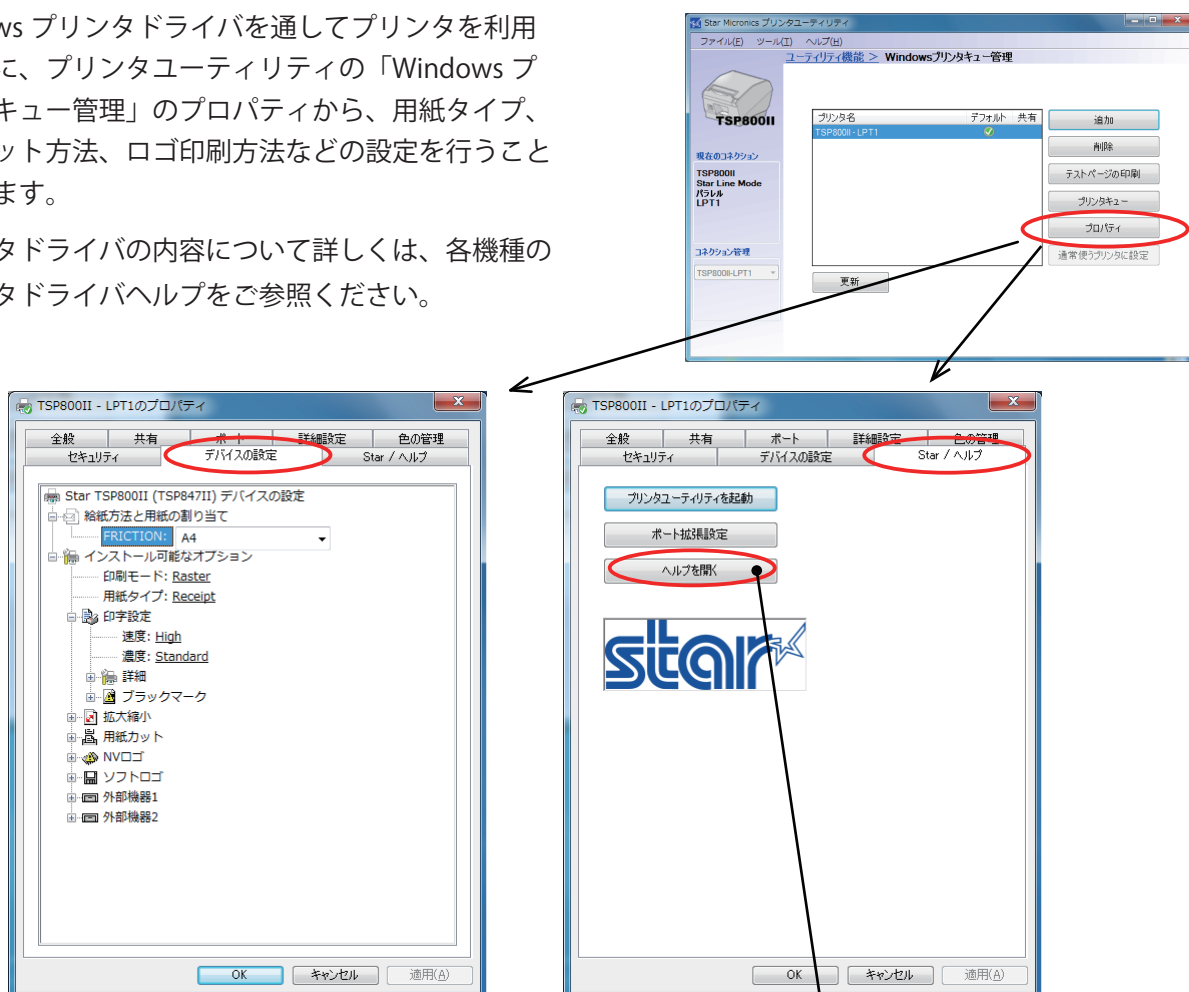 ws プリンタドライバを通してプリンタを利用
に、プリンタユーティリティの「Windows プ
キュー管理」のプロパティから、用紙タイプ、
ット方法、ロゴ印刷方法などの設定を行うこと
ます。
タドライバの内容について詳しくは、各機種の
タドライバヘルプをご参照ください。
Star Micronics プリンタユーティリティ
ファイル(F) ツール(T) ヘルプ(H)
ユーティリティ機能 > Windowsプリンタキュー管理
TSP800II
現在のコネクション
TSP800II
Star Line Mode
パラレル
LPT1
コネクション管理
TSP800II-LPT1
プリンタ名 デフォルト 共有
TSP800II - LPT1
追加
削除
テストページの印刷
プリンタキュー
プロパティ
通常使うプリンタに設定
更新
TSP800II - LPT1のプロパティ
全般 共有 ポート 詳細設定 色の管理
セキュリティ デバイスの設定 Star / ヘルプ
Star TSP800II (TSP847II) デバイスの設定
給紙方法と用紙の割り当て
FRICTION: A4
インストール可能なオプション
印刷モード: Raster
用紙タイプ: Receipt
印字設定
速度: High
濃度: Standard
詳細
ブラックマーク
拡大縮小
用紙カット
NVロゴ
ソフトロゴ
外部機器1
外部機器2
OK キャンセル 適用(A)
TSP800II - LPT1のプロパティ
全般 共有 ポート 詳細設定 色の管理
セキュリティ デバイスの設定 Star / ヘルプ
プリンタユーティリティを起動
ポート拡張設定
ヘルプを開く
star
OK キャンセル 適用(A)